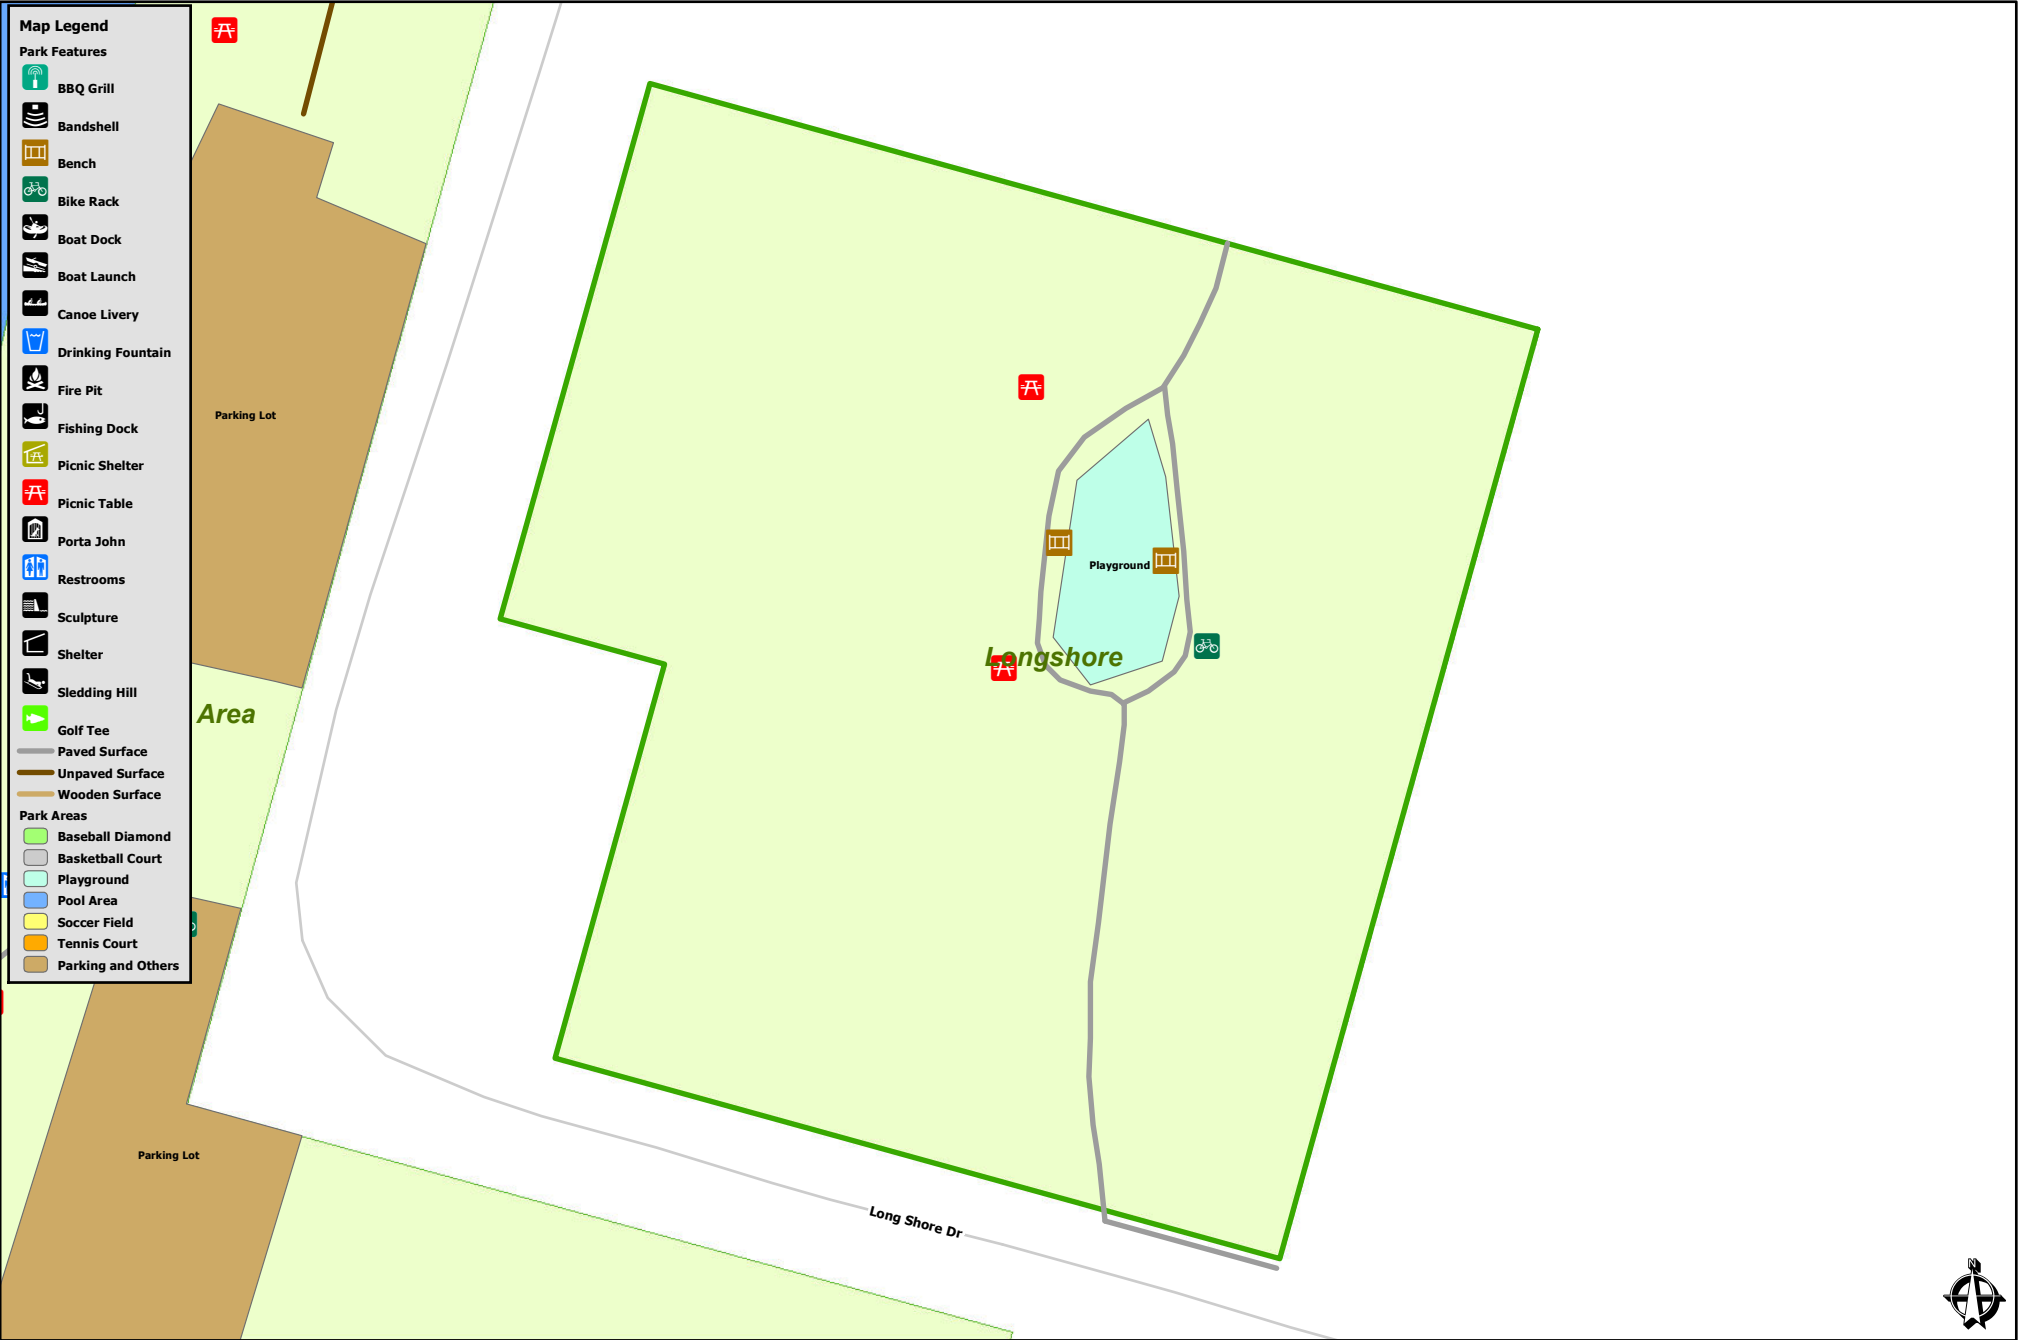 Map Legend
Park Features
BBQ Grill
Bandshell
Bench
Bike Rack
Boat Dock
Boat Launch
Canoe Livery
Drinking Fountain
Fire Pit
Fishing Dock
Picnic Shelter
Picnic Table
Porta John
Restrooms
Sculpture
Shelter
Sledding Hill
Golf Tee
Paved Surface
Unpaved Surface
Wooden Surface
Park Areas
Baseball Diamond
Basketball Court
Playground
Pool Area
Soccer Field
Tennis Court
Parking and Others
Parking Lot
Area
Parking Lot
Playground
Longshore
Long Shore Dr
N